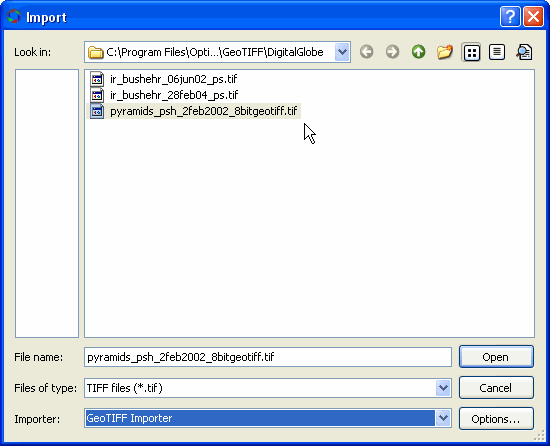 Import
Look in: C:\Program Files\Opti...\GeoTIFF\DigitalGlobe
ir_bushehr_06jun02_ps.tif
ir_bushehr_28feb04_ps.tif
pyramids_psh_2feb2002_8bitgeotiff.tif
File name: pyramids_psh_2feb2002_8bitgeotiff.tif Open
Files of type: TIFF files (*.tif) Cancel
Importer: GeoTIFF Importer Options...